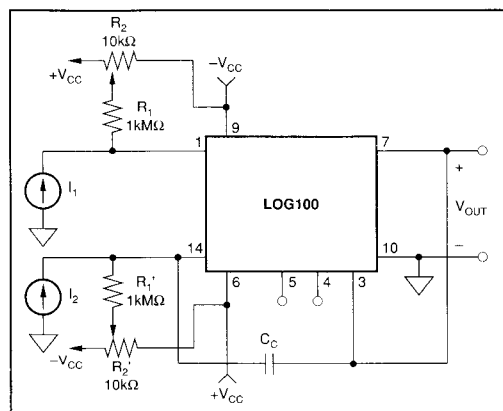 R2
10kΩ
+VCC
−VCC
R1
1kMΩ
1
9
7
I1
LOG100
+
VOUT
−
14
10
I2
R1'
1kMΩ
6
5
4
3
−VCC
R2'
10kΩ
CC
+VCC